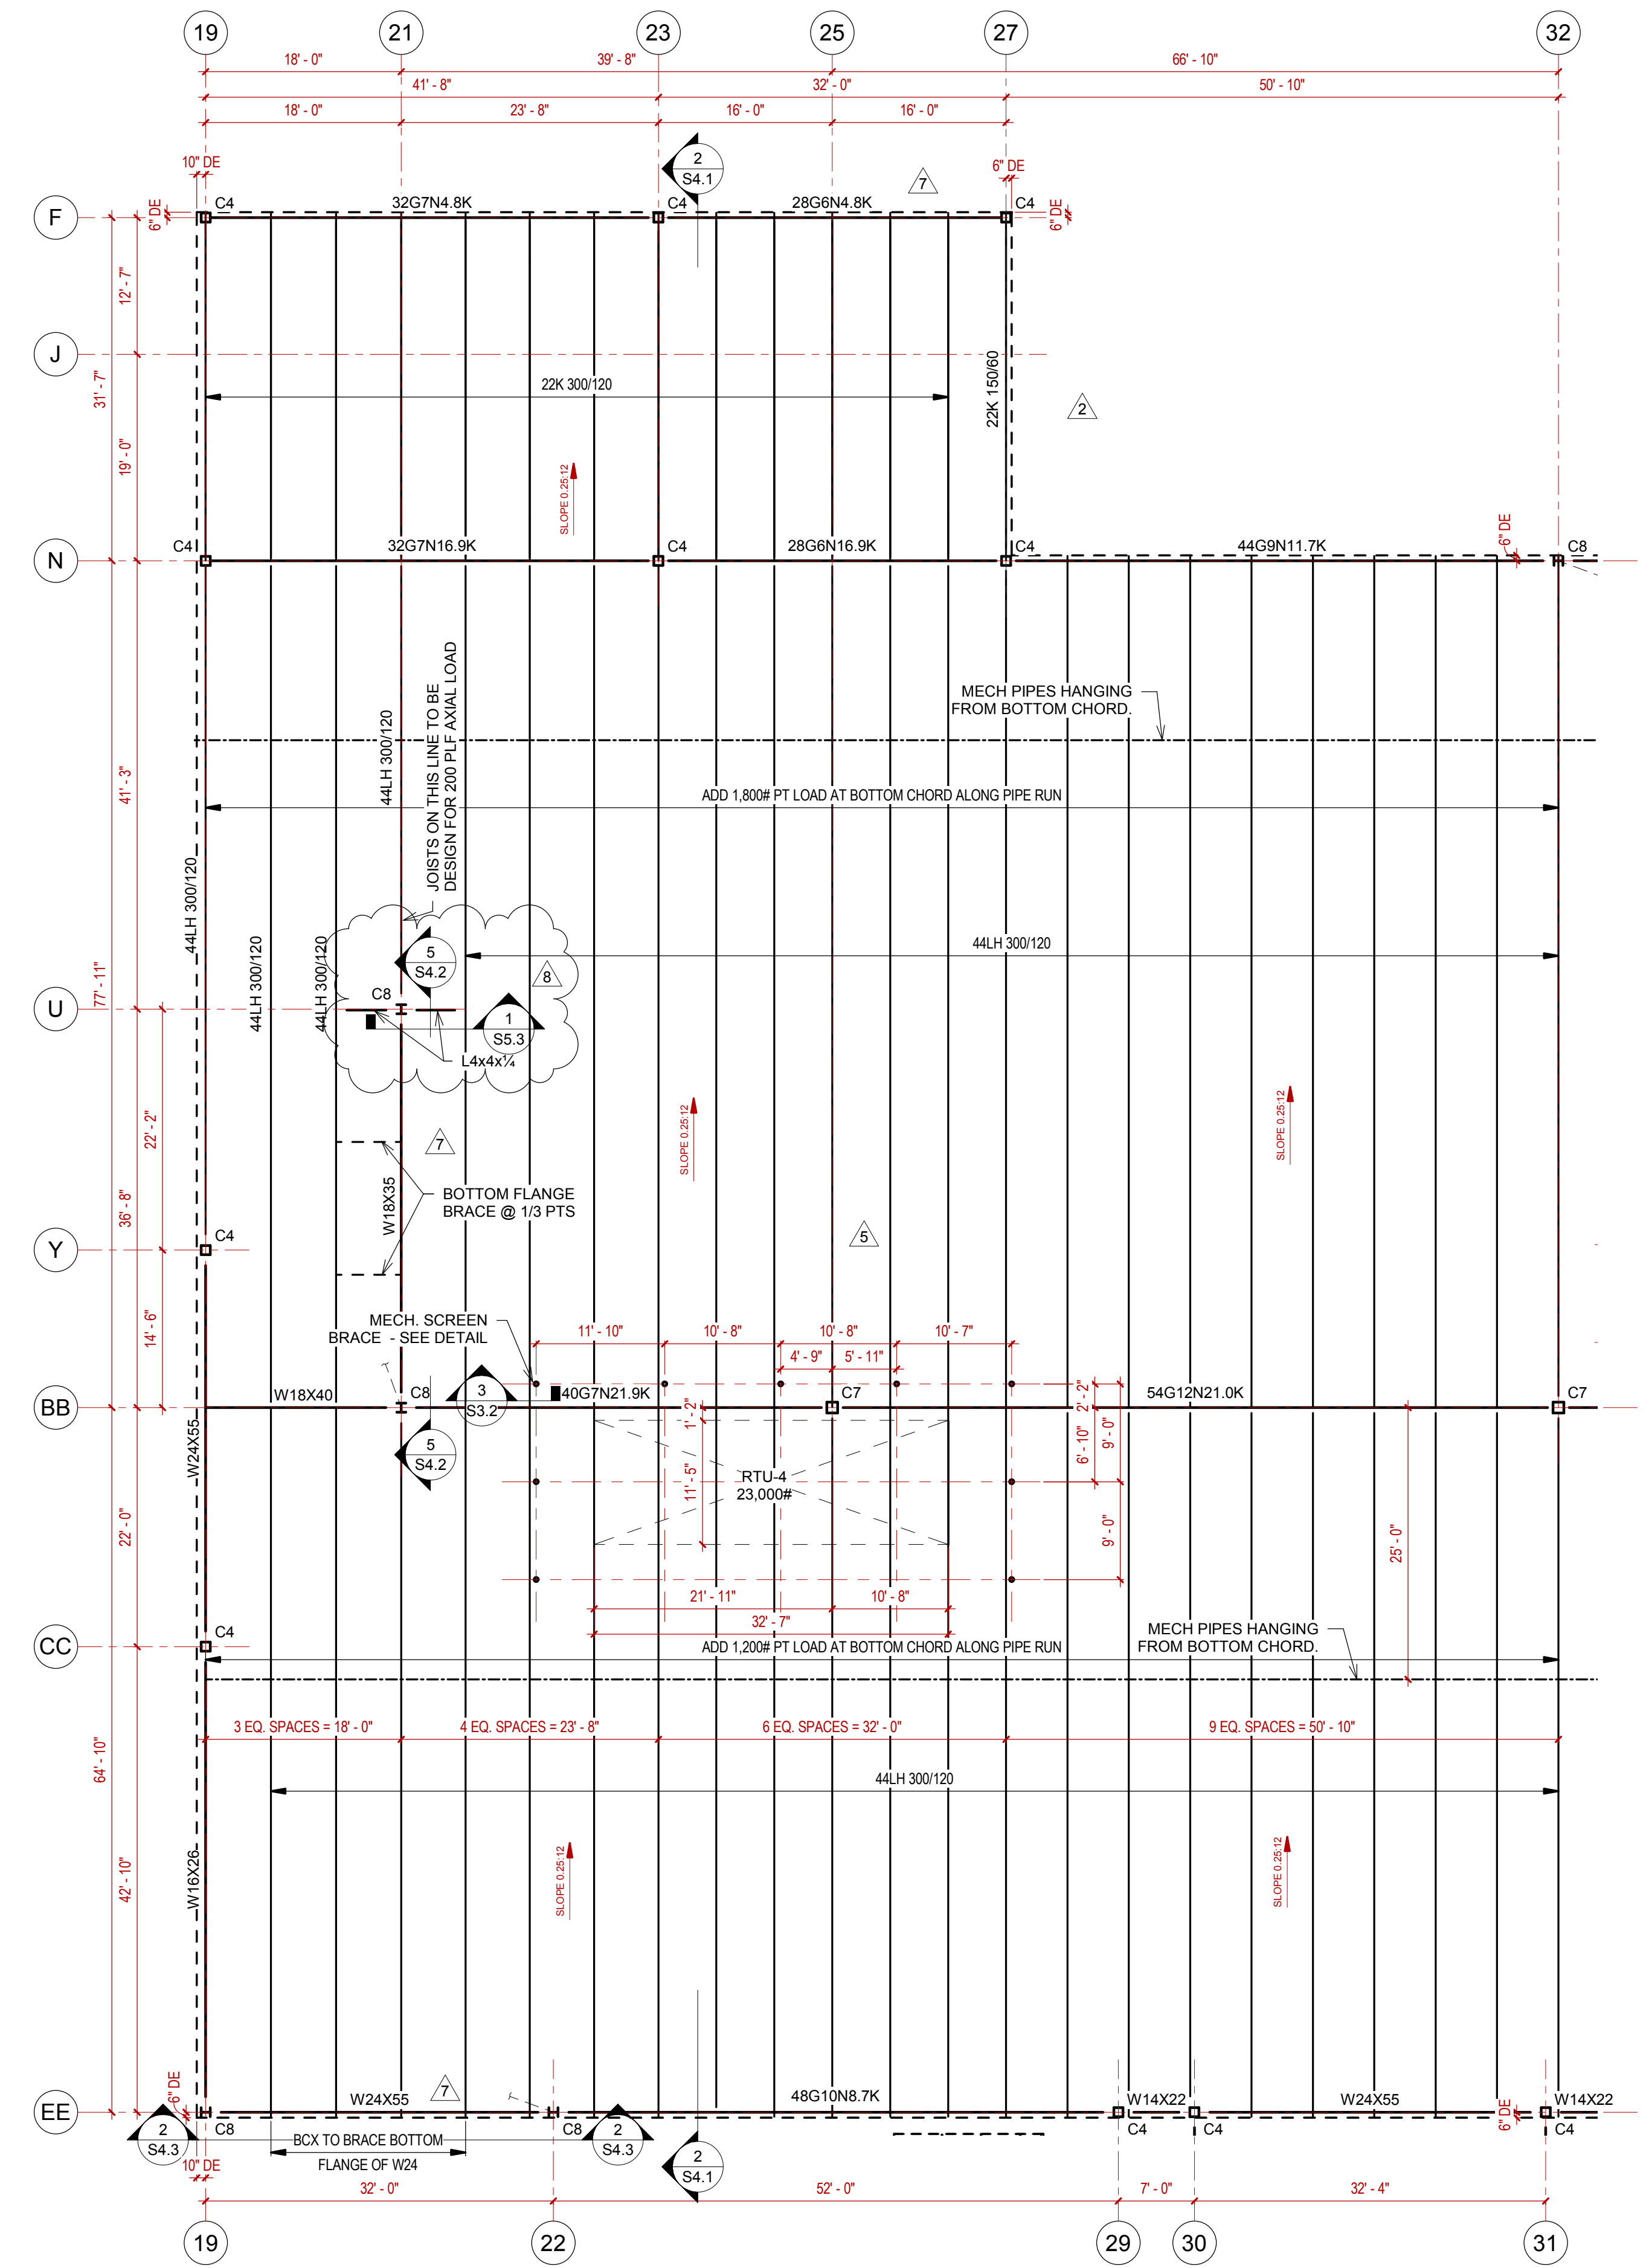 19
21
23
25
27
32
18' - 0"
39' - 8"
66' - 10"
41' - 8"
32' - 0"
50' - 10"
18' - 0"
23' - 8"
16' - 0"
16' - 0"
10" DE
2
S4.1
7
6" DE
F
6" DE
C4
32G7N4.8K
C4
28G6N4.8K
C4
6" DE
12' - 7"
J
31' - 7"
22K 300/120
22K 150/60
2
19' - 0"
SLOPE 0.25:12
N
C4
32G7N16.9K
C4
28G6N16.9K
C4
44G9N11.7K
6" DE
C8
JOISTS ON THIS LINE TO BE
DESIGN FOR 200 PLF AXIAL LOAD
MECH PIPES HANGING
FROM BOTTOM CHORD.
44LH 300/120
41' - 3"
ADD 1,800# PT LOAD AT BOTTOM CHORD ALONG PIPE RUN
44LH 300/120
44LH 300/120
44LH 300/120
5
S4.2
8
44LH 300/120
77' - 11"
U
C8
1
S5.3
L4x4x¼
22' - 2"
SLOPE 0.25:12
SLOPE 0.25:12
7
36' - 8"
W18X35
BOTTOM FLANGE
BRACE @ 1/3 PTS
5
Y
C4
14' - 6"
MECH. SCREEN
BRACE - SEE DETAIL
11' - 10"
10' - 8"
10' - 8"
10' - 7"
4' - 9"
5' - 11"
BB
W18X40
C8
3
S3.2
40G7N21.9K
C7
54G12N21.0K
C7
W24X55
5
S4.2
1' - 2"
2' - 2"
6' - 10"
9' - 0"
11' - 5"
RTU-4
23,000#
22' - 0"
9' - 0"
25' - 0"
21' - 11"
10' - 8"
32' - 7"
CC
C4
ADD 1,200# PT LOAD AT BOTTOM CHORD ALONG PIPE RUN
MECH PIPES HANGING
FROM BOTTOM CHORD.
3 EQ. SPACES = 18' - 0"
4 EQ. SPACES = 23' - 8"
6 EQ. SPACES = 32' - 0"
9 EQ. SPACES = 50' - 10"
64' - 10"
44LH 300/120
42' - 10"
W16X26
SLOPE 0.25:12
SLOPE 0.25:12
EE
6" DE
W24X55
7
48G10N8.7K
W14X22
W24X55
6" DE
W14X22
2
S4.3
C8
BCX TO BRACE BOTTOM
FLANGE OF W24
C8
2
S4.3
2
S4.1
C4
C4
C4
10" DE
32' - 0"
52' - 0"
7' - 0"
32' - 4"
19
22
29
30
31